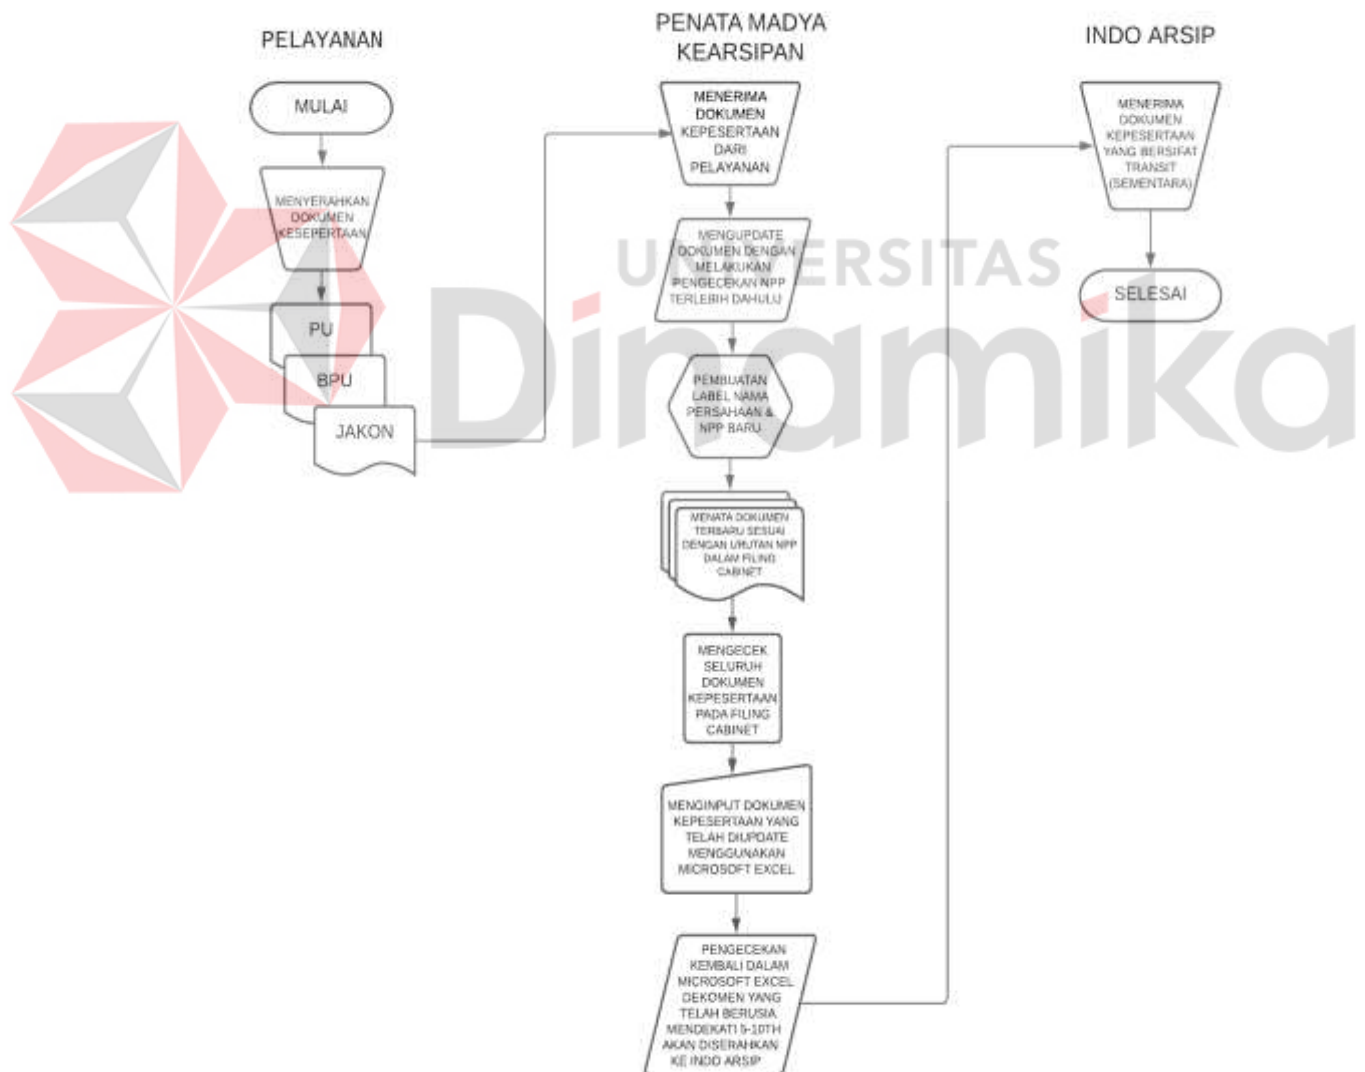 PELAYANAN
MULAI
MENYERAHKAN
DOKUMEN
KESEPERTAAN
PU
BPU
JAKON
PENATA MADYA
KEARSIPAN
MENERIMA
DOKUMEN
KEPESERTAAN
DARI
PELAYANAN
MENGUPDATE
DOKUMEN DENGAN
MELAKUKAN
PENGECEKAN NPP
TERLEBIH DAHULU
PEMBUATAN
LABEL NAMA
PERSAHAAN &
NPP BARU
MENATA DOKUMEN
TERBARU SESUAI
DENGAN URUTAN NPP
DALAM FILING
CABINET
MENGECEK
SELURUH
DOKUMEN
KEPESERTAAN
PADA FILING
CABINET
MENGINPUT DOKUMEN
KEPESERTAAN YANG
TELAH DIUPDATE
MENGGUNAKAN
MICROSOFT EXCEL
PENGECEKAN
KEMBALI DALAM
MICROSOFT EXCEL
DEKOMEN YANG
TELAH BERUSIA
MENDEKATI 5-10TH
AKAN DISERAHKAN
KE INDO ARSIP
INDO ARSIP
MENERIMA
DOKUMEN
KEPESERTAAN
YANG BERSIFAT
TRANSIT
(SEMENTARA)
SELESAI
UNIVERSITAS
Dinamika